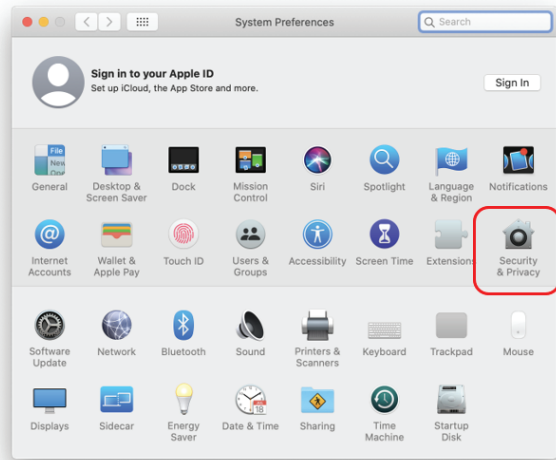 System Preferences
Search
Sign in to your Apple ID
Set up iCloud, the App Store and more.
Sign In
File
New
General
Desktop &
Screen Saver
Dock
Mission
Control
Siri
Spotlight
Language
& Region
Notifications
Internet
Accounts
Wallet &
Apple Pay
Touch ID
Users &
Groups
Accessibility
Screen Time
Extensions
Security
& Privacy
Software
Update
Network
Bluetooth
Sound
Printers &
Scanners
Keyboard
Trackpad
Mouse
Displays
Sidecar
Energy
Saver
18
Date & Time
Sharing
Time
Machine
Startup
Disk